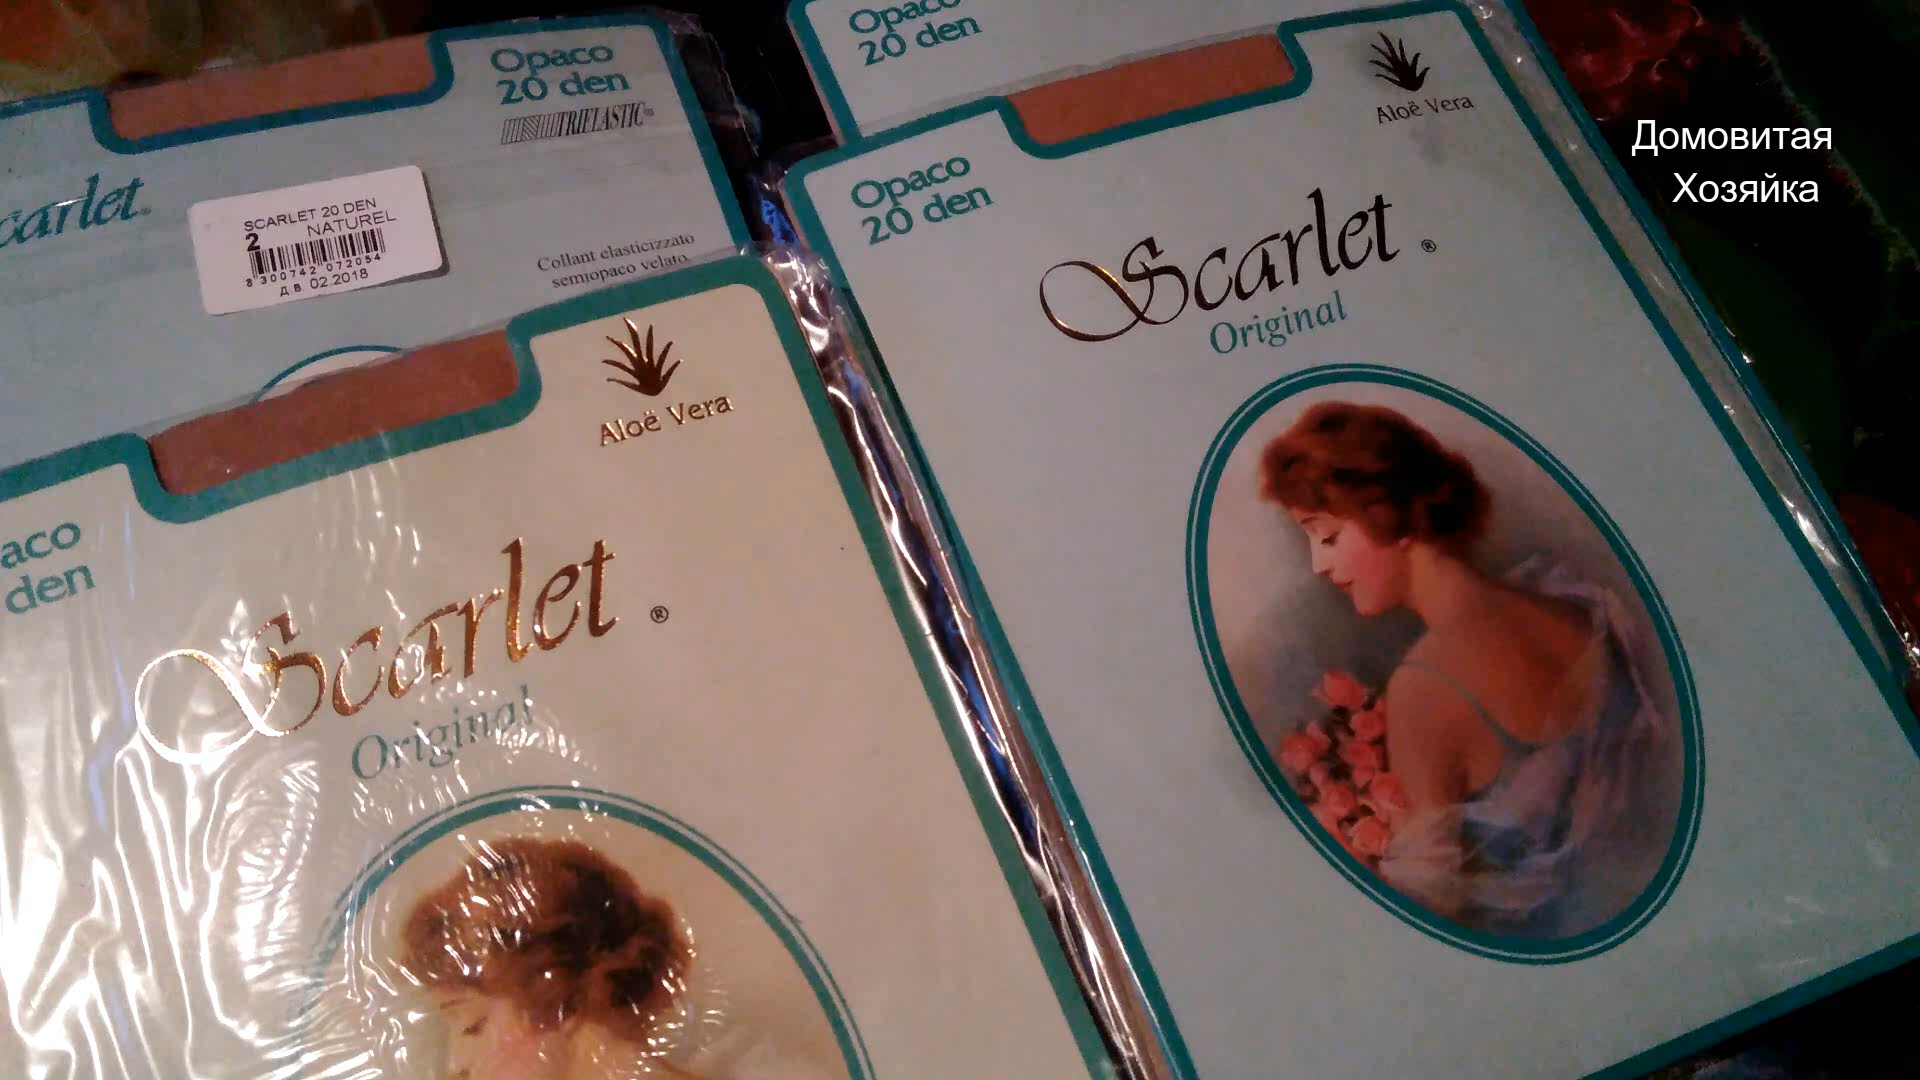 Opaco
20 den
TRIELASTIC
carlet
SCARLET 20 DEN
2 NATUREL
8 300742 072054
Д.В. 02.2018
Collant elasticizzato
semiopaco velato
Aloë Vera
aco
den
Scarlet ®
Original
Opaco
20 den
Aloë Vera
Opaco
20 den
Scarlet ®
Original
Домовитая
Хозяйка